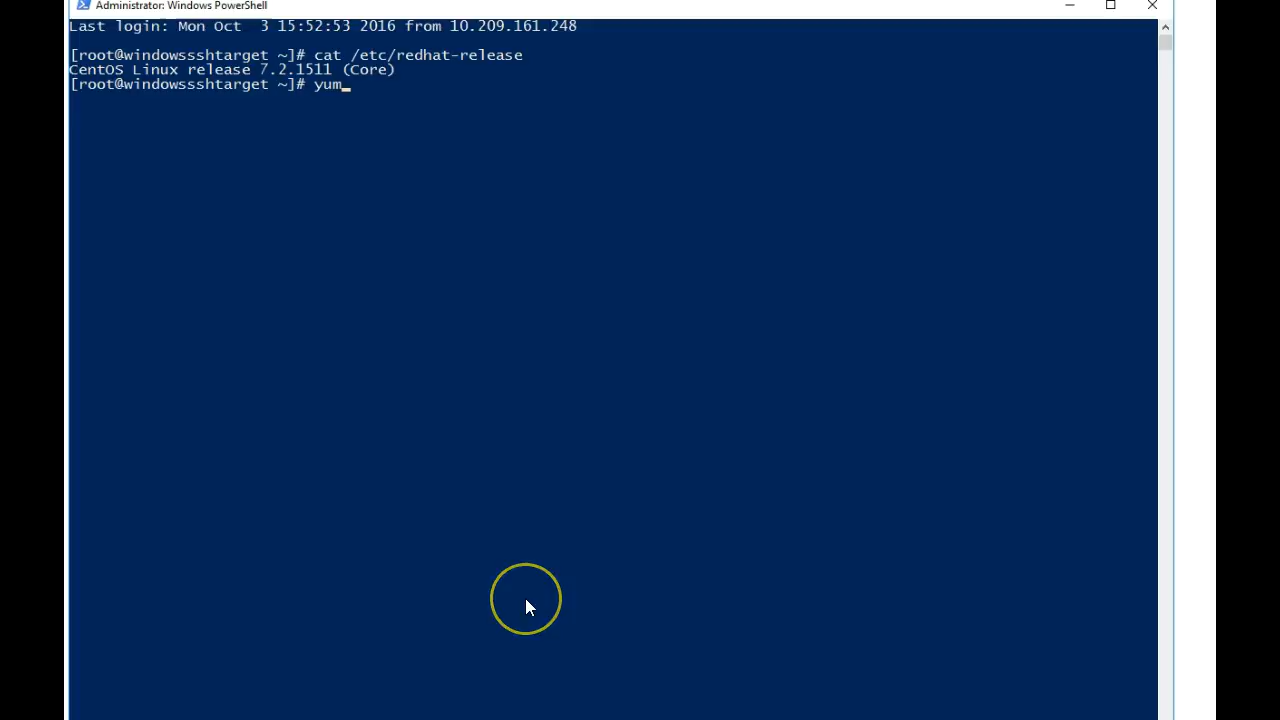 Administrator: Windows PowerShell
Last login: Mon Oct  3 15:52:53 2016 from 10.209.161.248
[root@windowssshtarget ~]# cat /etc/redhat-release
CentOS Linux release 7.2.1511 (Core)
[root@windowssshtarget ~]# yum_